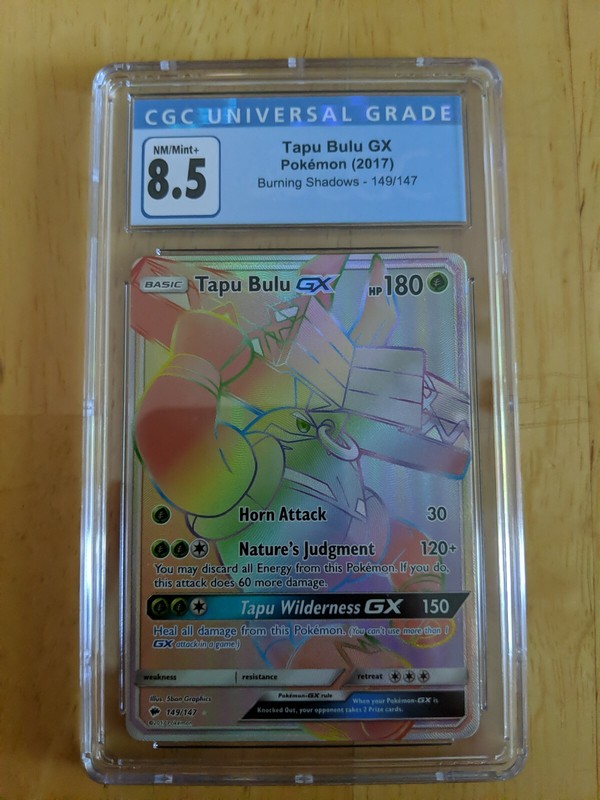 CGC UNIVERSAL GRADE
NM/Mint+
8.5
Tapu Bulu GX
Pokémon (2017)
Burning Shadows - 149/147
BASIC Tapu Bulu GX HP 180
Horn Attack 30
Nature's Judgment 120+
You may discard all Energy from this Pokémon. If you do,
this attack does 60 more damage.
Tapu Wilderness GX 150
Heal all damage from this Pokémon. (You can't use more than 1
GX attack in a game.)
weakness resistance retreat
Illus. 5ban Graphics
149/147
Pokémon-GX rule
When your Pokémon-GX is
Knocked Out, your opponent takes 2 Prize cards.